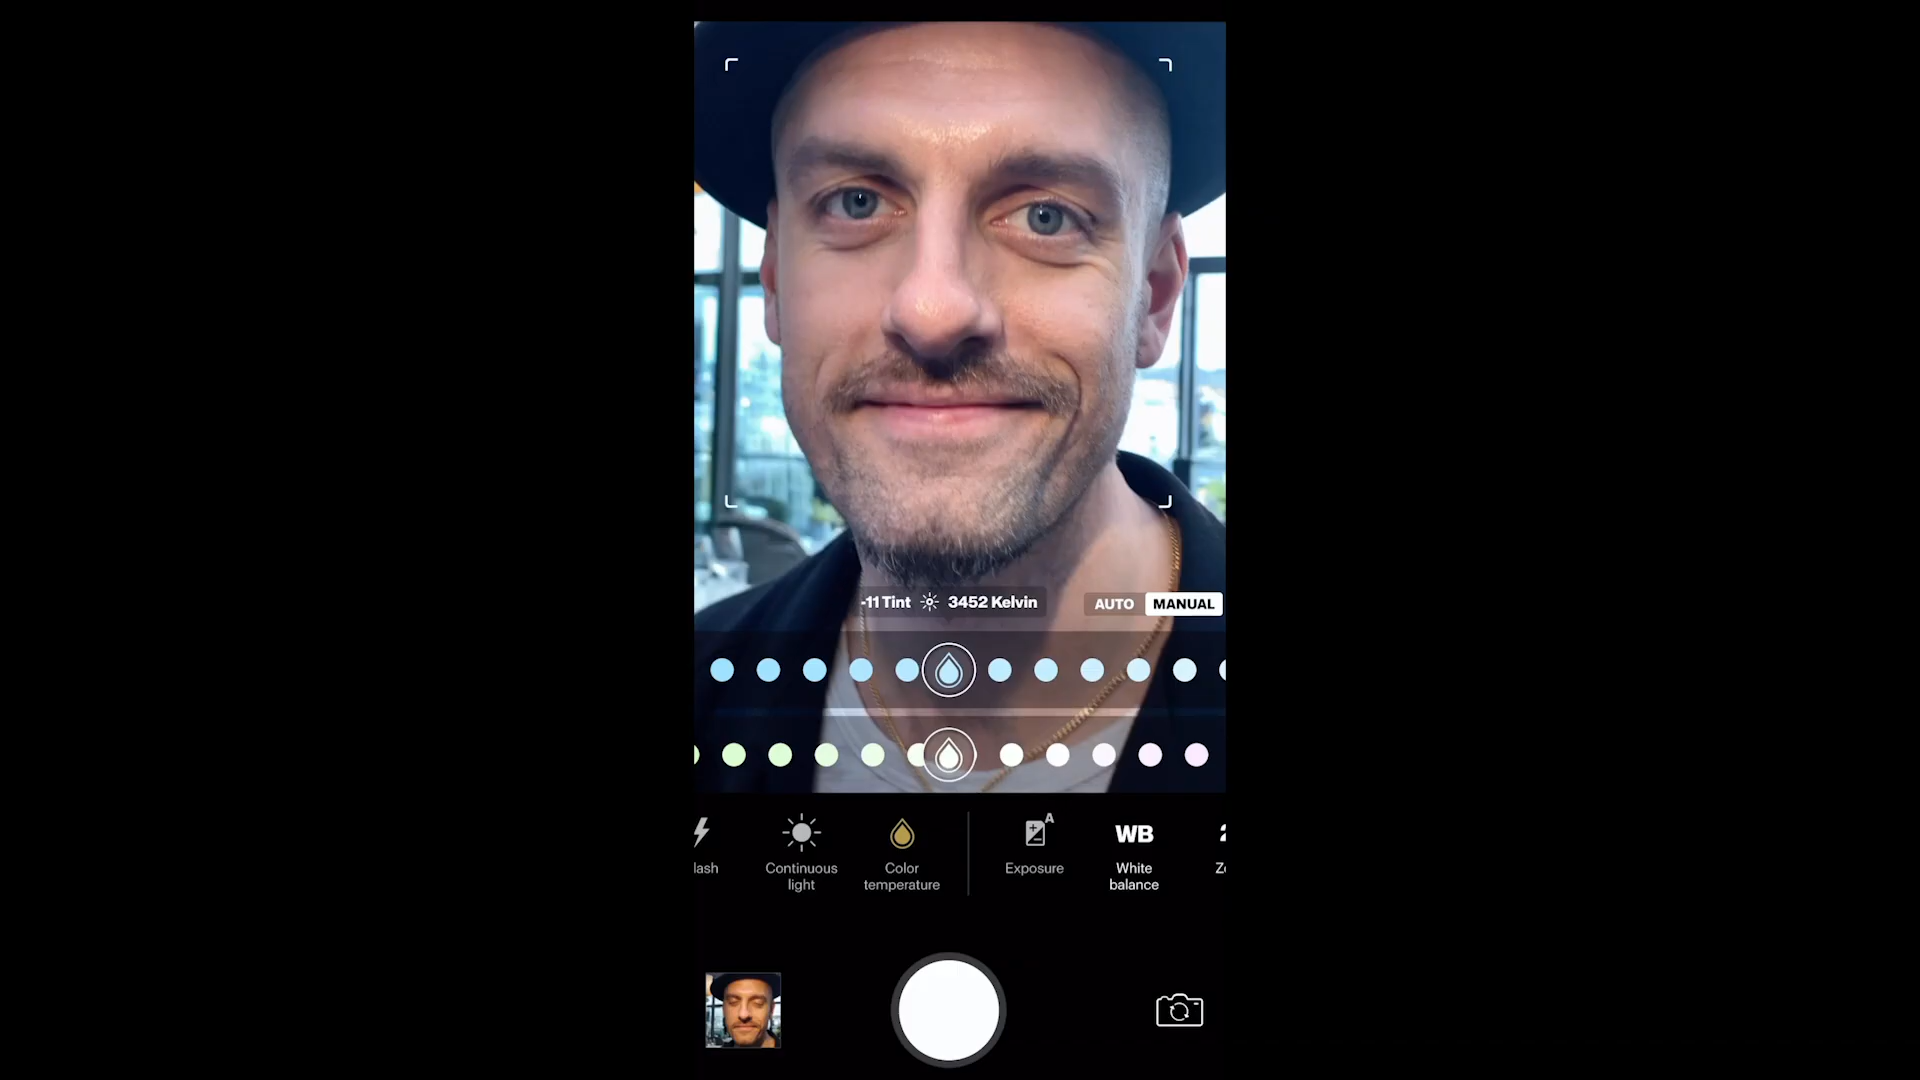 -11 Tint 3452 Kelvin
AUTO MANUAL
A
WB
lash
Continuous
light
Color
temperature
Exposure
White
balance